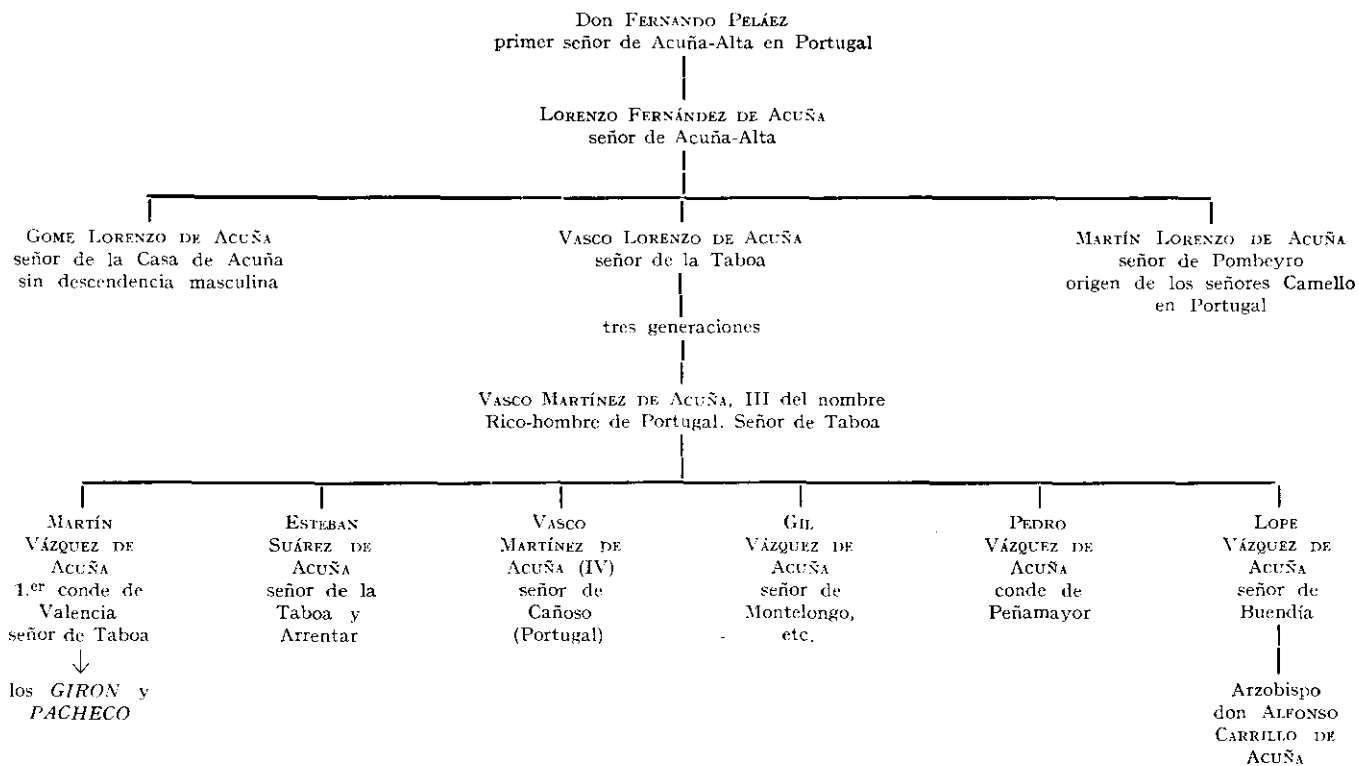 Don FERNANDO PELÁEZ
primer señor de Acuña-Alta en Portugal
LORENZO FERNÁNDEZ DE ACUÑA
señor de Acuña-Alta
GOME LORENZO DE ACUÑA
señor de la Casa de Acuña
sin descendencia masculina
VASCO LORENZO DE ACUÑA
señor de la Taboa
MARTÍN LORENZO DE ACUÑA
señor de Pombeyro
origen de los señores Camello
en Portugal
tres generaciones
VASCO MARTÍNEZ DE ACUÑA, III del nombre
Rico-hombre de Portugal. Señor de Taboa
MARTÍN
VÁZQUEZ DE
ACUÑA
1.er conde de
Valencia
señor de Taboa
los GIRON y
PACHECO
ESTEBAN
SUÁREZ DE
ACUÑA
señor de la
Taboa y
Arrentar
VASCO
MARTÍNEZ DE
ACUÑA (IV)
señor de
Cañoso
(Portugal)
GIL
VÁZQUEZ DE
ACUÑA
señor de
Montelongo,
etc.
PEDRO
VÁZQUEZ DE
ACUÑA
conde de
Peñamayor
LOPE
VÁZQUEZ DE
ACUÑA
señor de
Buendía
Arzobispo
don ALFONSO
CARRILLO DE
ACUÑA